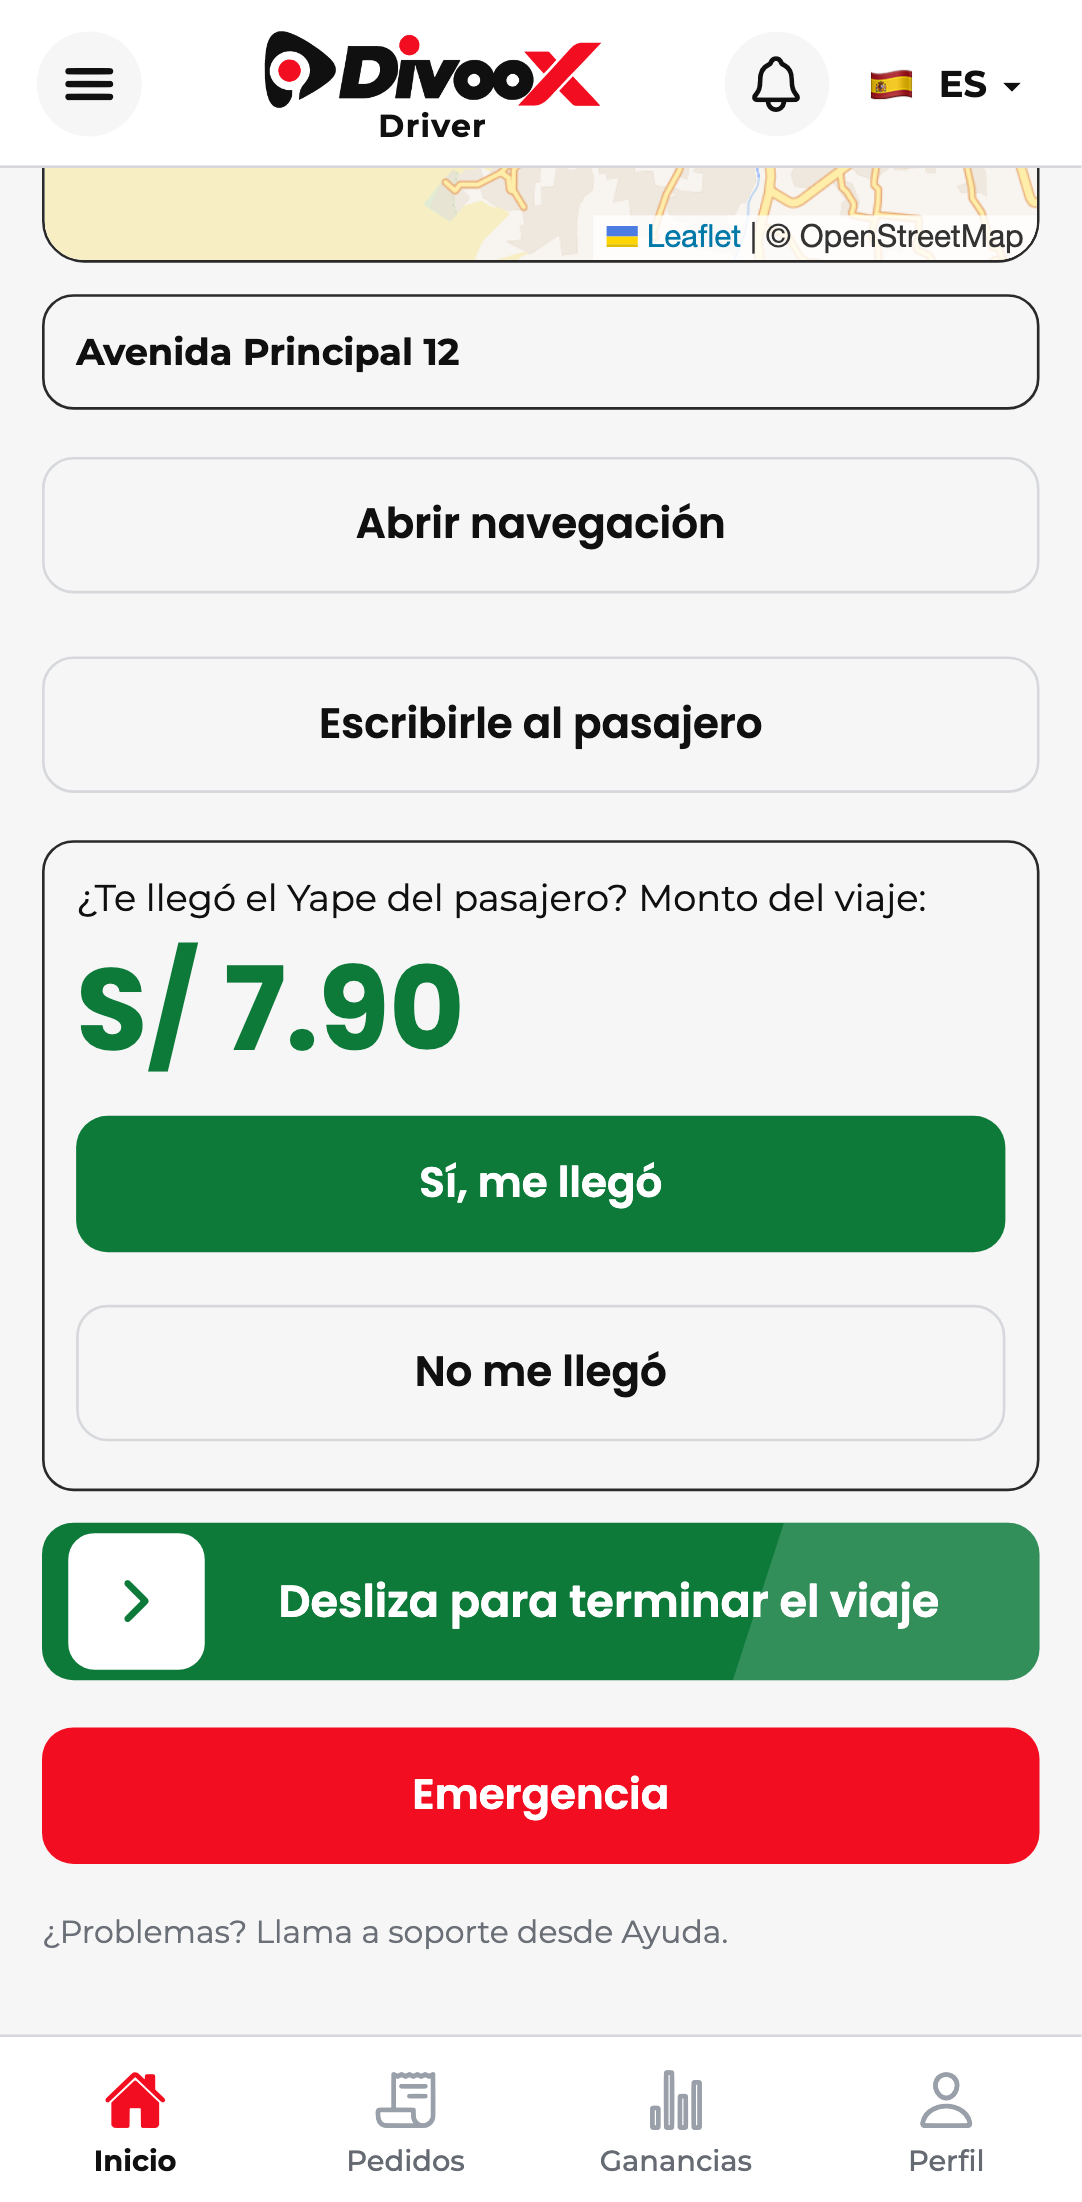 DivooX
Driver
ES
Leaflet | © OpenStreetMap
Avenida Principal 12
Abrir navegación
Escribirle al pasajero
¿Te llegó el Yape del pasajero? Monto del viaje:
S/ 7.90
Sí, me llegó
No me llegó
Desliza para terminar el viaje
Emergencia
¿Problemas? Llama a soporte desde Ayuda.
Inicio
Pedidos
Ganancias
Perfil